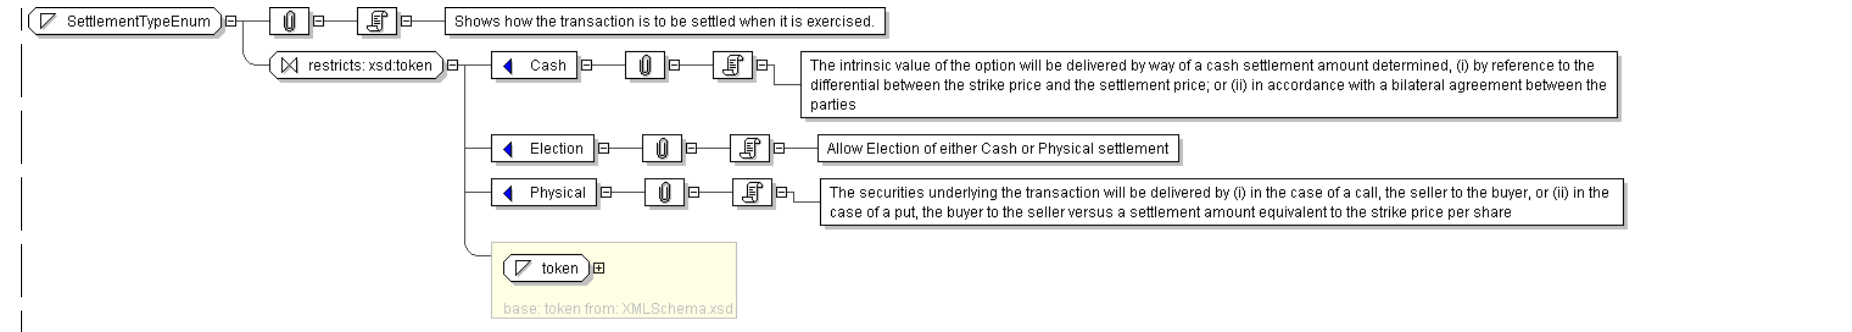 SettlementTypeEnum
Shows how the transaction is to be settled when it is exercised.
restricts: xsd:token
Cash
The intrinsic value of the option will be delivered by way of a cash settlement amount determined, (i) by reference to the
differential between the strike price and the settlement price; or (ii) in accordance with a bilateral agreement between the
parties
Election
Allow Election of either Cash or Physical settlement
Physical
The securities underlying the transaction will be delivered by (i) in the case of a call, the seller to the buyer, or (ii) in the
case of a put, the buyer to the seller versus a settlement amount equivalent to the strike price per share
token
base: token from: XMLSchema.xsd